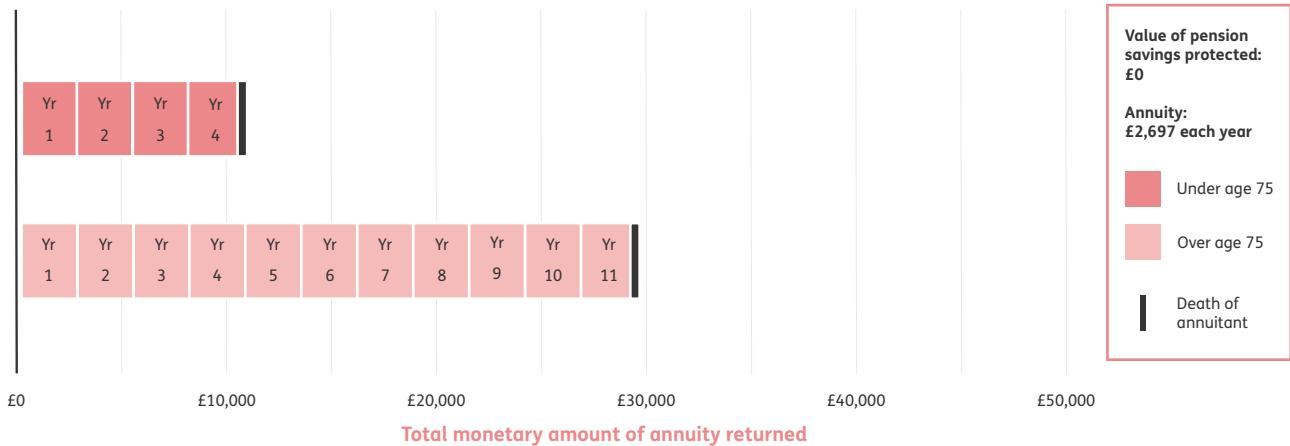 Yr Yr Yr Yr
1 2 3 4
Yr Yr Yr Yr Yr Yr Yr Yr Yr Yr Yr
1 2 3 4 5 6 7 8 9 10 11
£0 £10,000 £20,000 £30,000 £40,000 £50,000
Total monetary amount of annuity returned
Value of pension
savings protected:
£0
Annuity:
£2,697 each year
Under age 75
Over age 75
Death of
annuitant